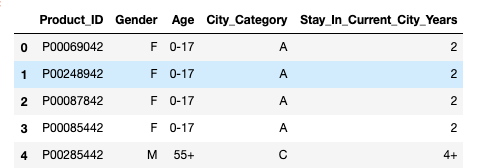 Product_ID Gender Age City_Category Stay_In_Current_City_Years
0 P00069042 F 0-17 A 2
1 P00248942 F 0-17 A 2
2 P00087842 F 0-17 A 2
3 P00085442 F 0-17 A 2
4 P00285442 M 55+ C 4+